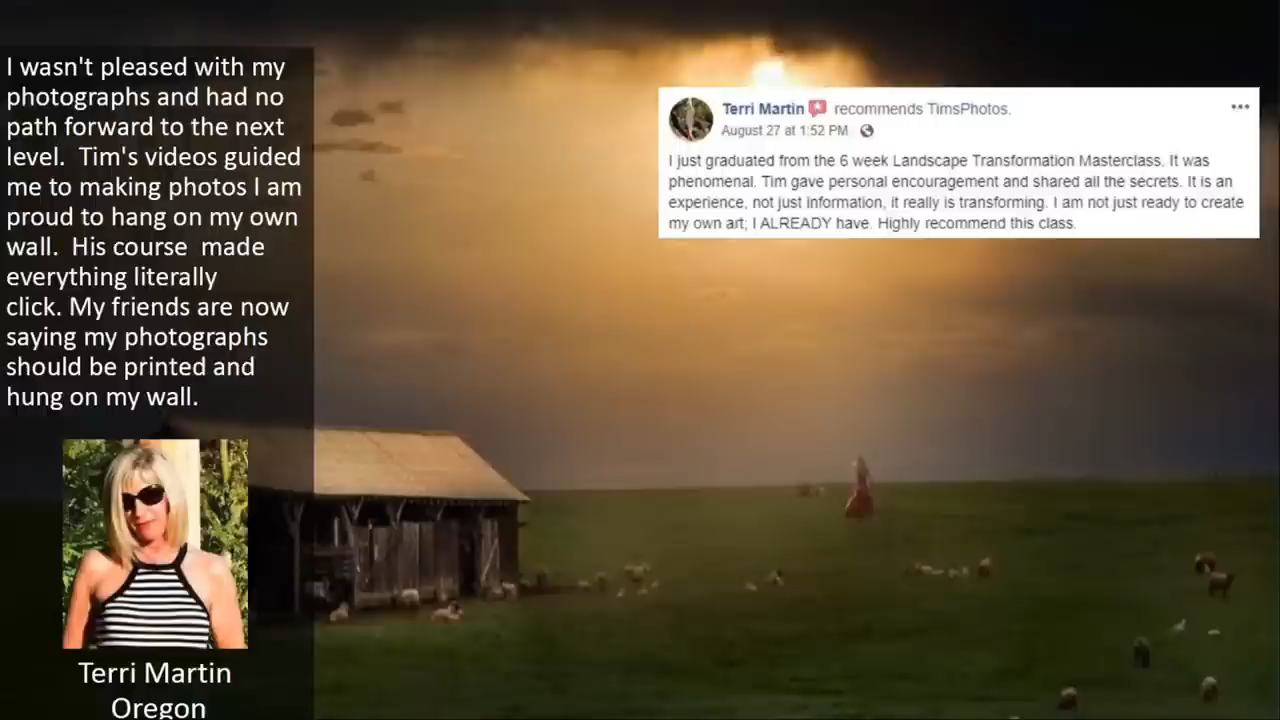 I wasn't pleased with my
photographs and had no
path forward to the next
level.  Tim's videos guided
me to making photos I am
proud to hang on my own
wall.  His course  made
everything literally
click. My friends are now
saying my photographs
should be printed and
hung on my wall.
Terri Martin
Oregon
Terri Martin recommends TimsPhotos.
August 27 at 1:52 PM
I just graduated from the 6 week Landscape Transformation Masterclass. It was
phenomenal. Tim gave personal encouragement and shared all the secrets. It is an
experience, not just information, it really is transforming. I am not just ready to create
my own art; I ALREADY have. Highly recommend this class.